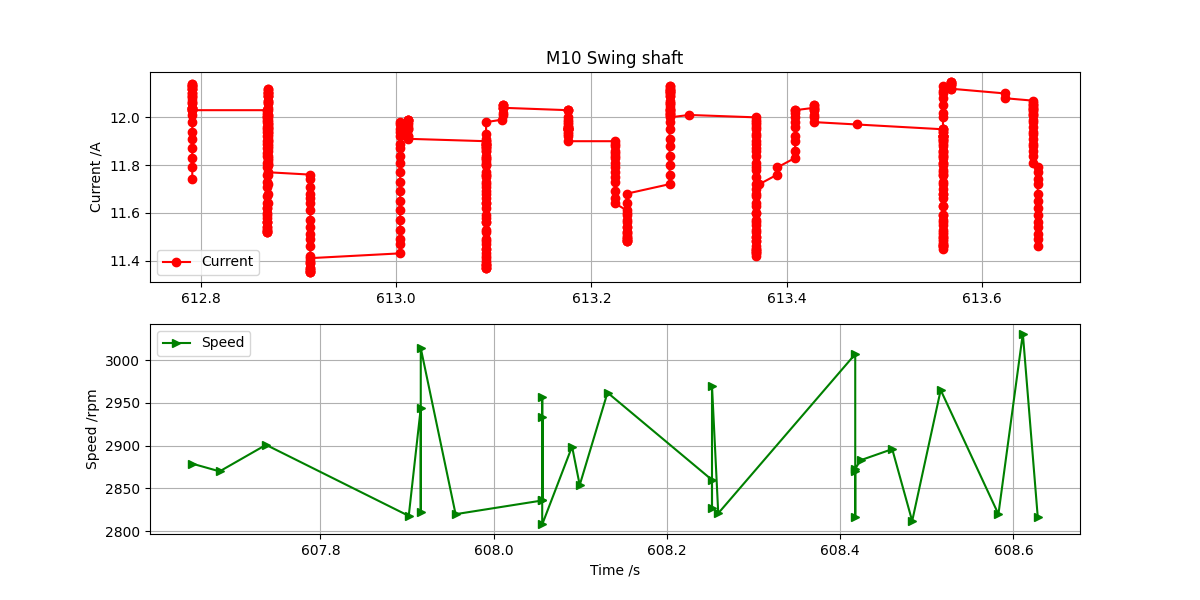 M10 Swing shaft
Current /A
12.0
11.8
11.6
11.4
Current
612.8 613.0 613.2 613.4 613.6
Speed /rpm
3000
2950
2900
2850
2800
Speed
607.8 608.0 608.2 608.4 608.6
Time /s